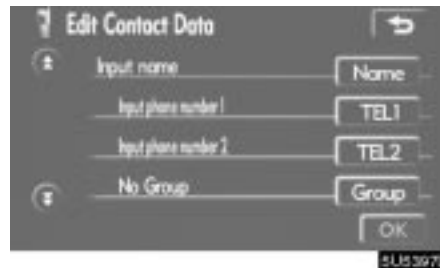 Edit Contact Data
Input name Name
Input phone number 1 TEL1
Input phone number 2 TEL2
No Group Group
OK
5U5397